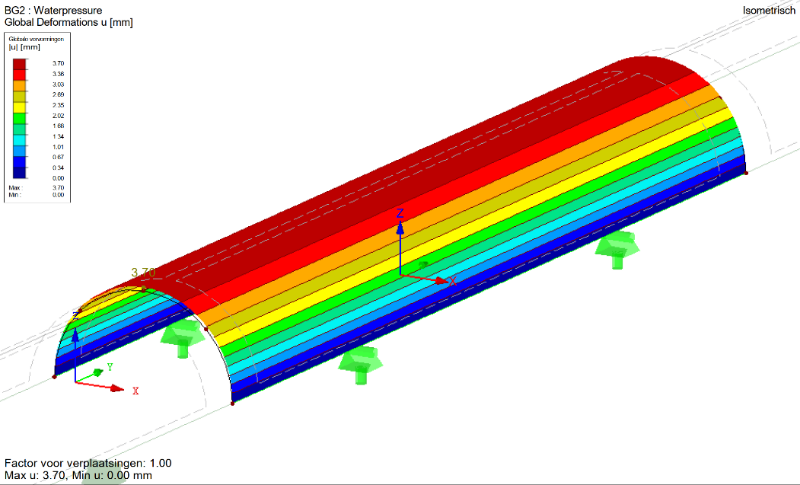 BG2 : Waterpressure
Global Deformations u [mm]
Isometrisch
Globale vervormingen
|u| [mm]
3.70
3.36
3.03
2.69
2.35
2.02
1.68
1.34
1.01
0.67
0.34
0.00
Max : 3.70
Min : 0.00
Z
X
3.70
Z
Y
X
Factor voor verplaatsingen: 1.00
Max u: 3.70, Min u: 0.00 mm